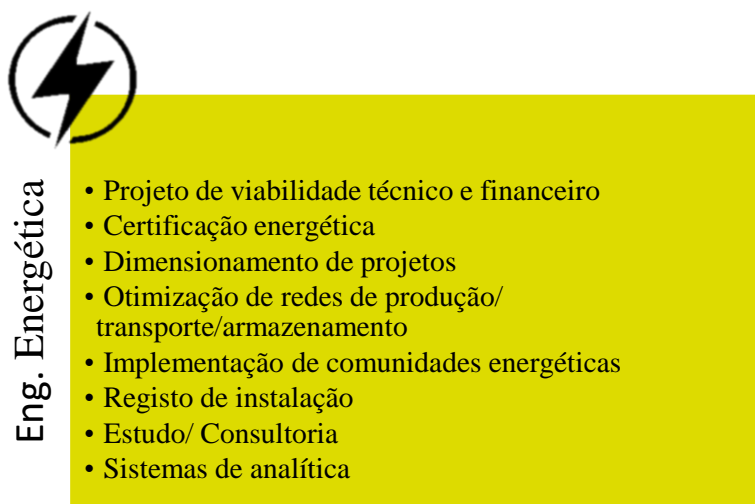 Eng. Energética
• Projeto de viabilidade técnico e financeiro
• Certificação energética
• Dimensionamento de projetos
• Otimização de redes de produção/
transporte/armazenamento
• Implementação de comunidades energéticas
• Registo de instalação
• Estudo/ Consultoria
• Sistemas de analítica